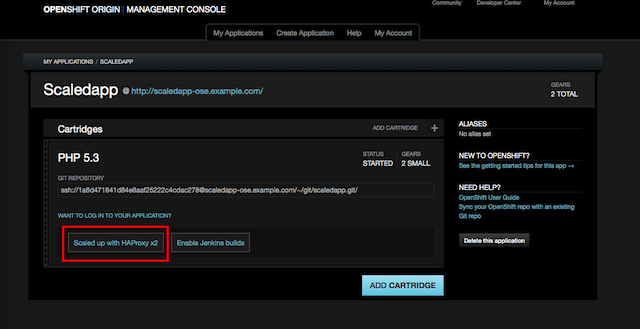 OPENSHIFT ORIGIN | MANAGEMENT CONSOLE
Community Developer Center My Account
My Applications Create Application Help My Account
MY APPLICATIONS / SCALEDAPP
Scaledapp @ http://scaledapp-ose.example.com/
GEARS
2 TOTAL
Cartridges
ADD CARTRIDGE +
PHP 5.3
STATUS
STARTED
GEARS
2 SMALL
GIT REPOSITORY
ssh://1a6d471841d84e8aaf25222c4cdac278@scaledapp-ose.example.com/~/git/scaledapp.git/
WANT TO LOG IN TO YOUR APPLICATION?
Scaled up with HAProxy x2
Enable Jenkins builds
ADD CARTRIDGE
ALIASES
No alias set
NEW TO OPENSHIFT?
See the getting started tips for this app →
NEED HELP?
OpenShift User Guide
Sync your OpenShift repo with an existing
Git repo
Delete this application